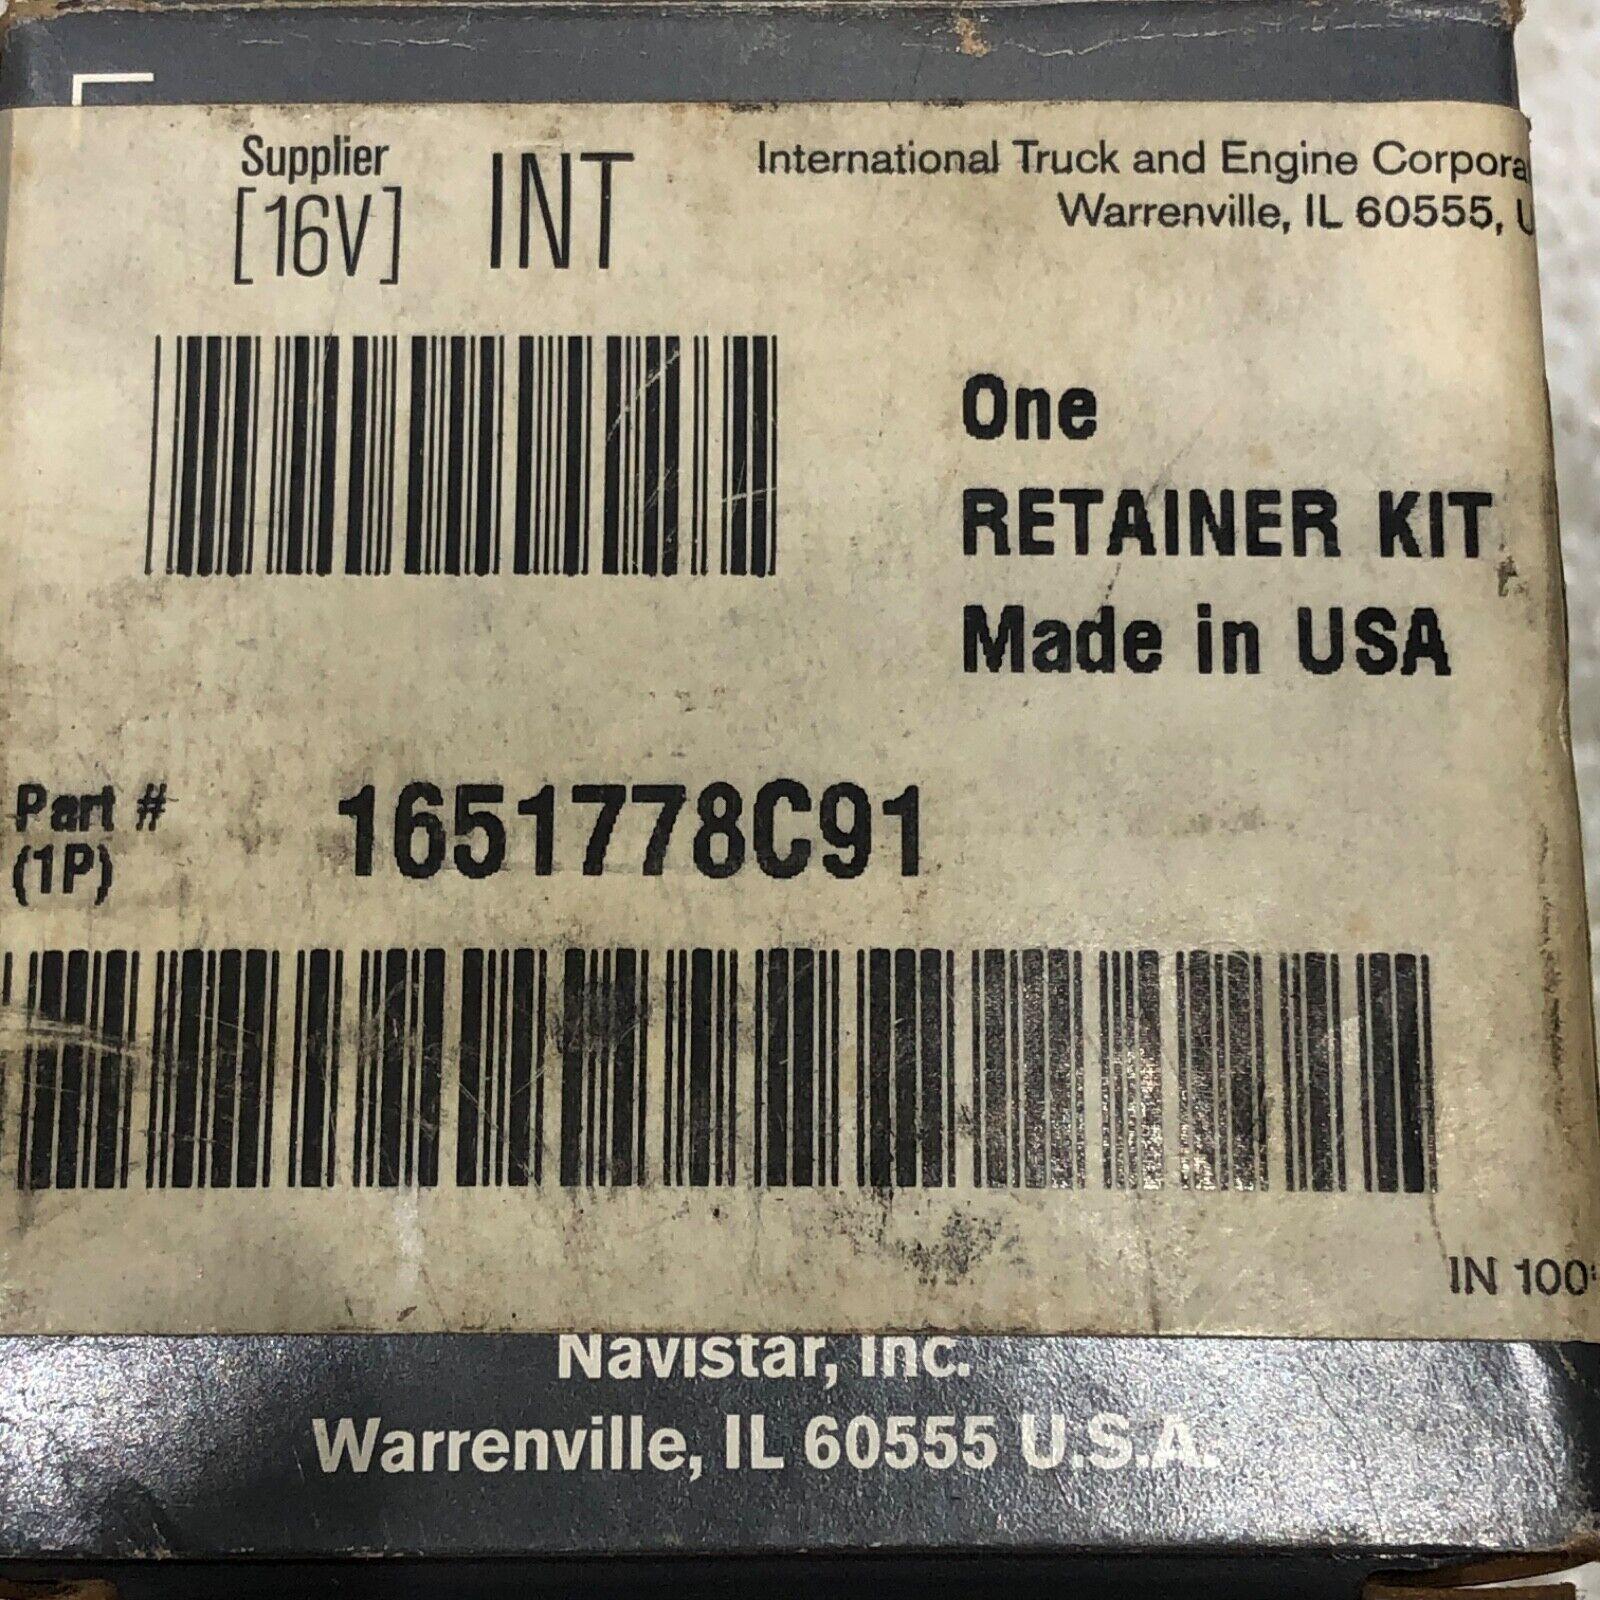 Supplier
[16V] INT
International Truck and Engine Corpora
Warrenville, IL 60555, U
One
RETAINER KIT
Made in USA
Part # 1651778C91
(1P)
IN 100
Navistar, Inc.
Warrenville, IL 60555 U.S.A.